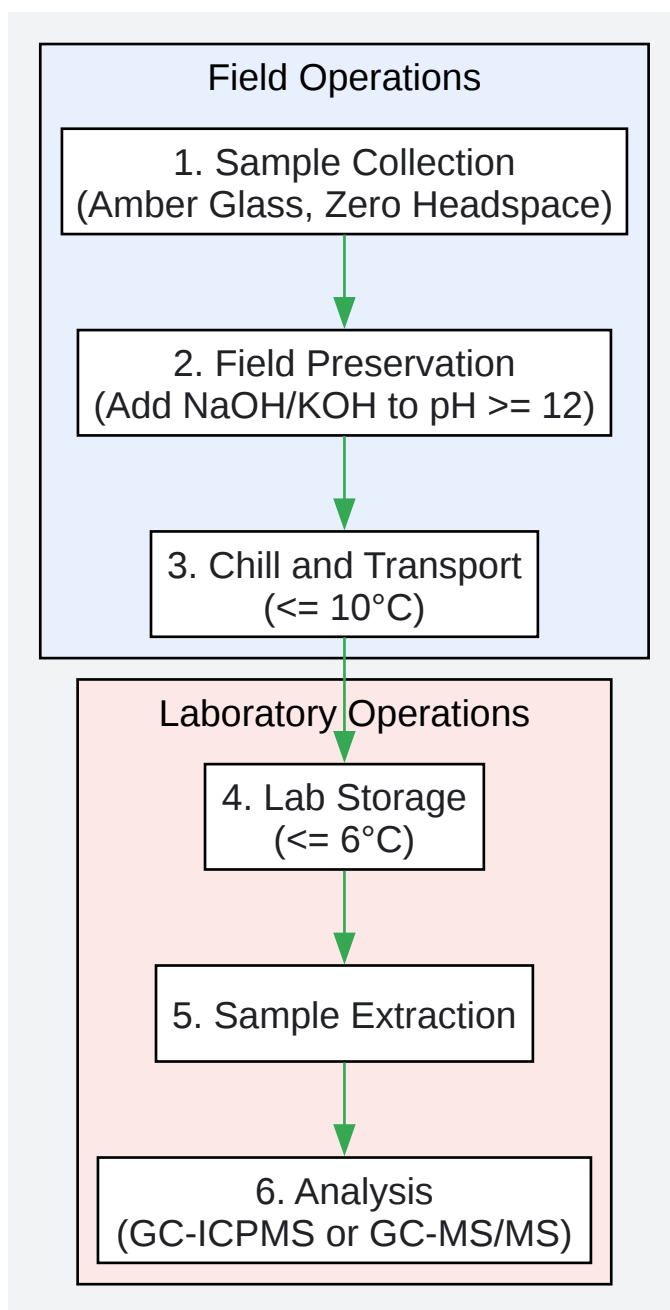 Field Operations
1. Sample Collection
(Amber Glass, Zero Headspace)
2. Field Preservation
(Add NaOH/KOH to pH >= 12)
3. Chill and Transport
(<= 10°C)
Laboratory Operations
4. Lab Storage
(<= 6°C)
5. Sample Extraction
6. Analysis
(GC-ICPMS or GC-MS/MS)